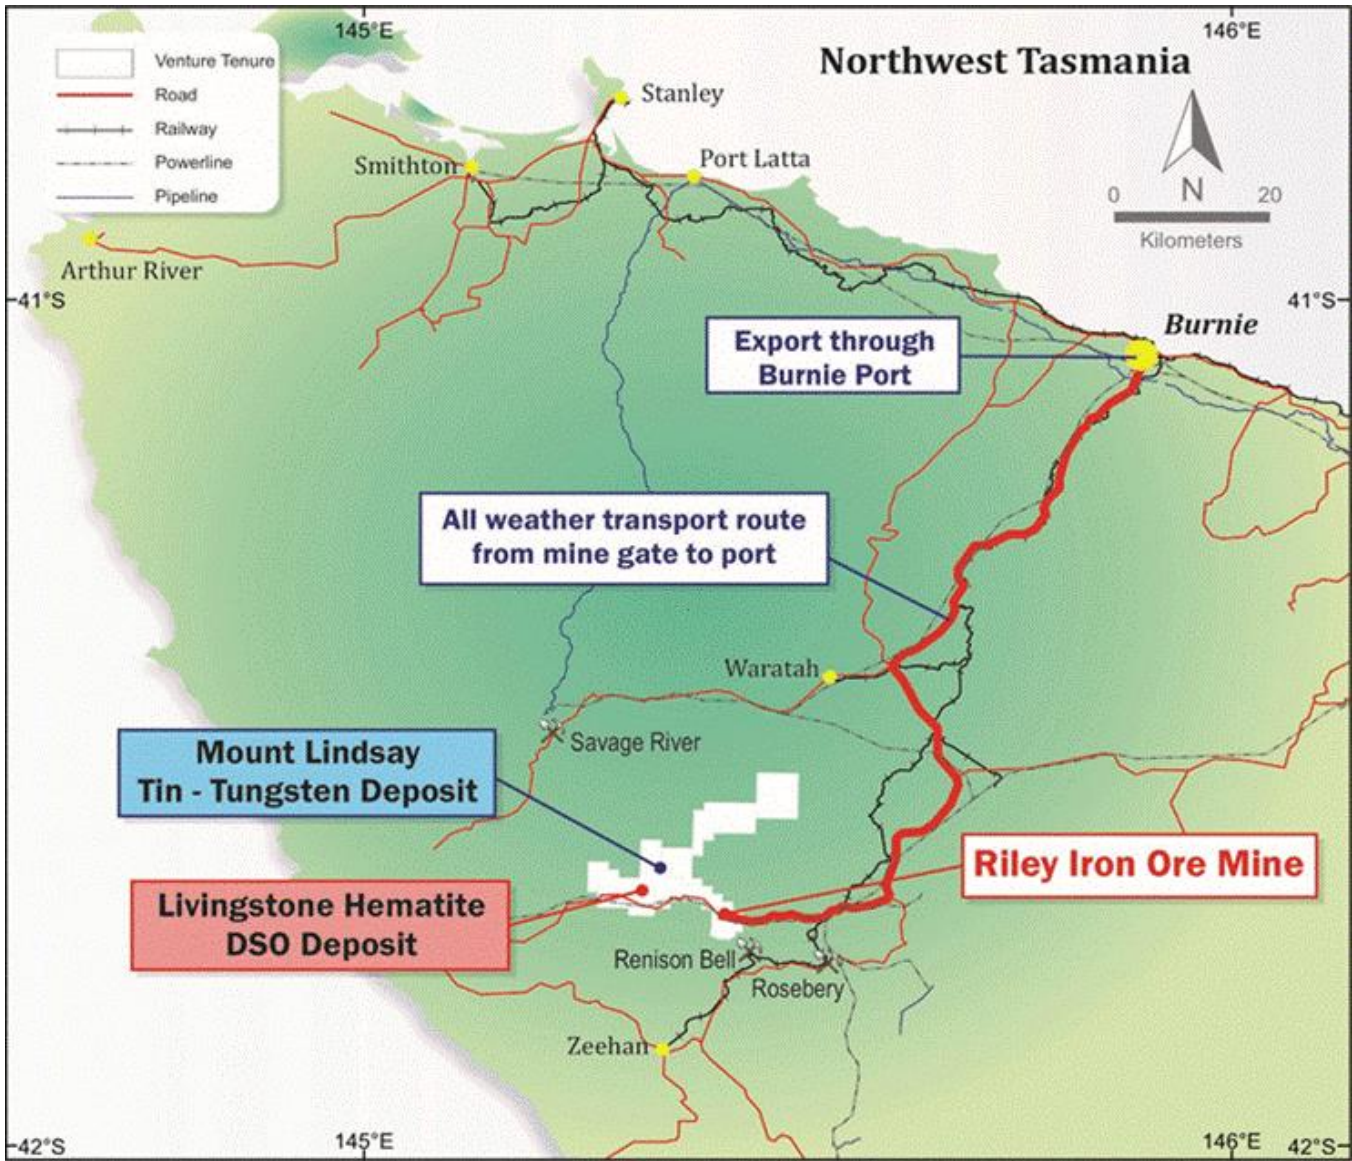 145°E
146°E
Northwest Tasmania
Venture Tenure
Road
Railway
Powerline
Pipeline
Stanley
Smithton
Port Latta
N
0
20
Kilometers
Arthur River
41°S
41°S
Burnie
Export through
Burnie Port
All weather transport route
from mine gate to port
Waratah
Savage River
Mount Lindsay
Tin - Tungsten Deposit
Riley Iron Ore Mine
Livingstone Hematite
DSO Deposit
Renison Bell
Rosebery
Zeehan
42°S
145°E
146°E
42°S